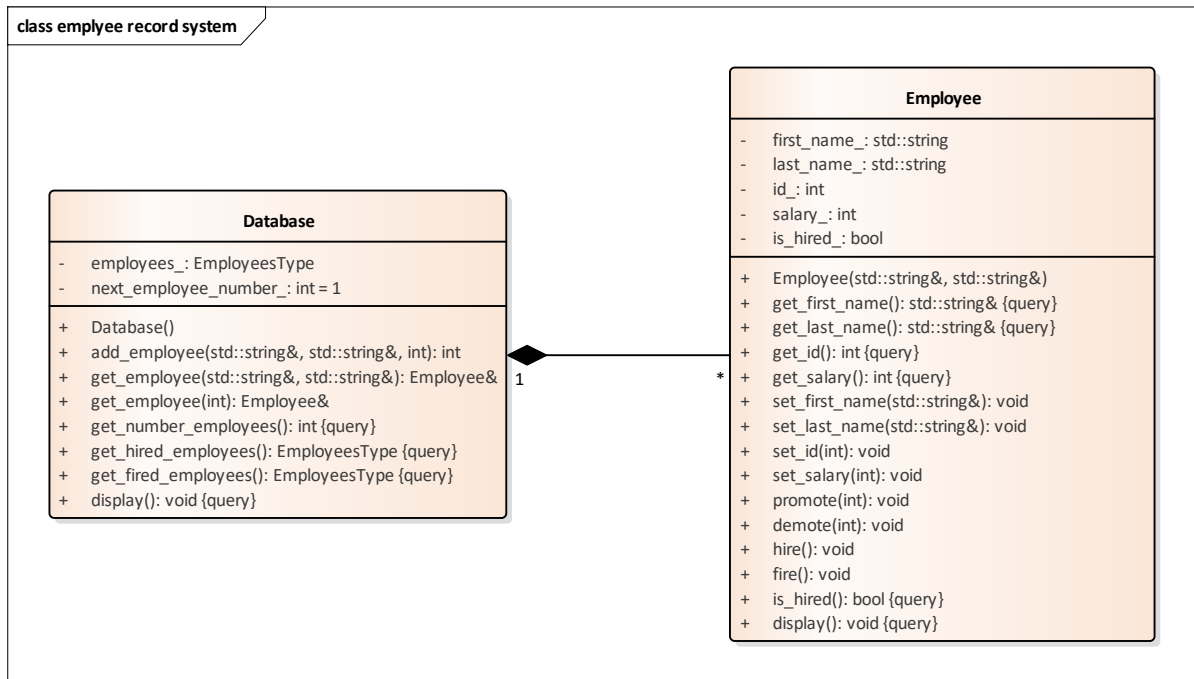 class emplyee record system
Database
- employees_: EmployeesType
- next_employee_number_: int = 1
+ Database()
+ add_employee(std::string&, std::string&, int): int
+ get_employee(std::string&, std::string&): Employee&
+ get_employee(int): Employee&
+ get_number_employees(): int {query}
+ get_hired_employees(): EmployeesType {query}
+ get_fired_employees(): EmployeesType {query}
+ display(): void {query}
1
*
Employee
- first_name_: std::string
- last_name_: std::string
- id_: int
- salary_: int
- is_hired_: bool
+ Employee(std::string&, std::string&)
+ get_first_name(): std::string& {query}
+ get_last_name(): std::string& {query}
+ get_id(): int {query}
+ get_salary(): int {query}
+ set_first_name(std::string&): void
+ set_last_name(std::string&): void
+ set_id(int): void
+ set_salary(int): void
+ promote(int): void
+ demote(int): void
+ hire(): void
+ fire(): void
+ is_hired(): bool {query}
+ display(): void {query}